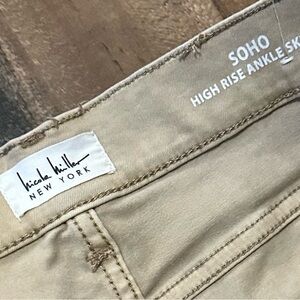 Nicole Miller
NEW YORK
SOHO
HIGH RISE ANKLE SK